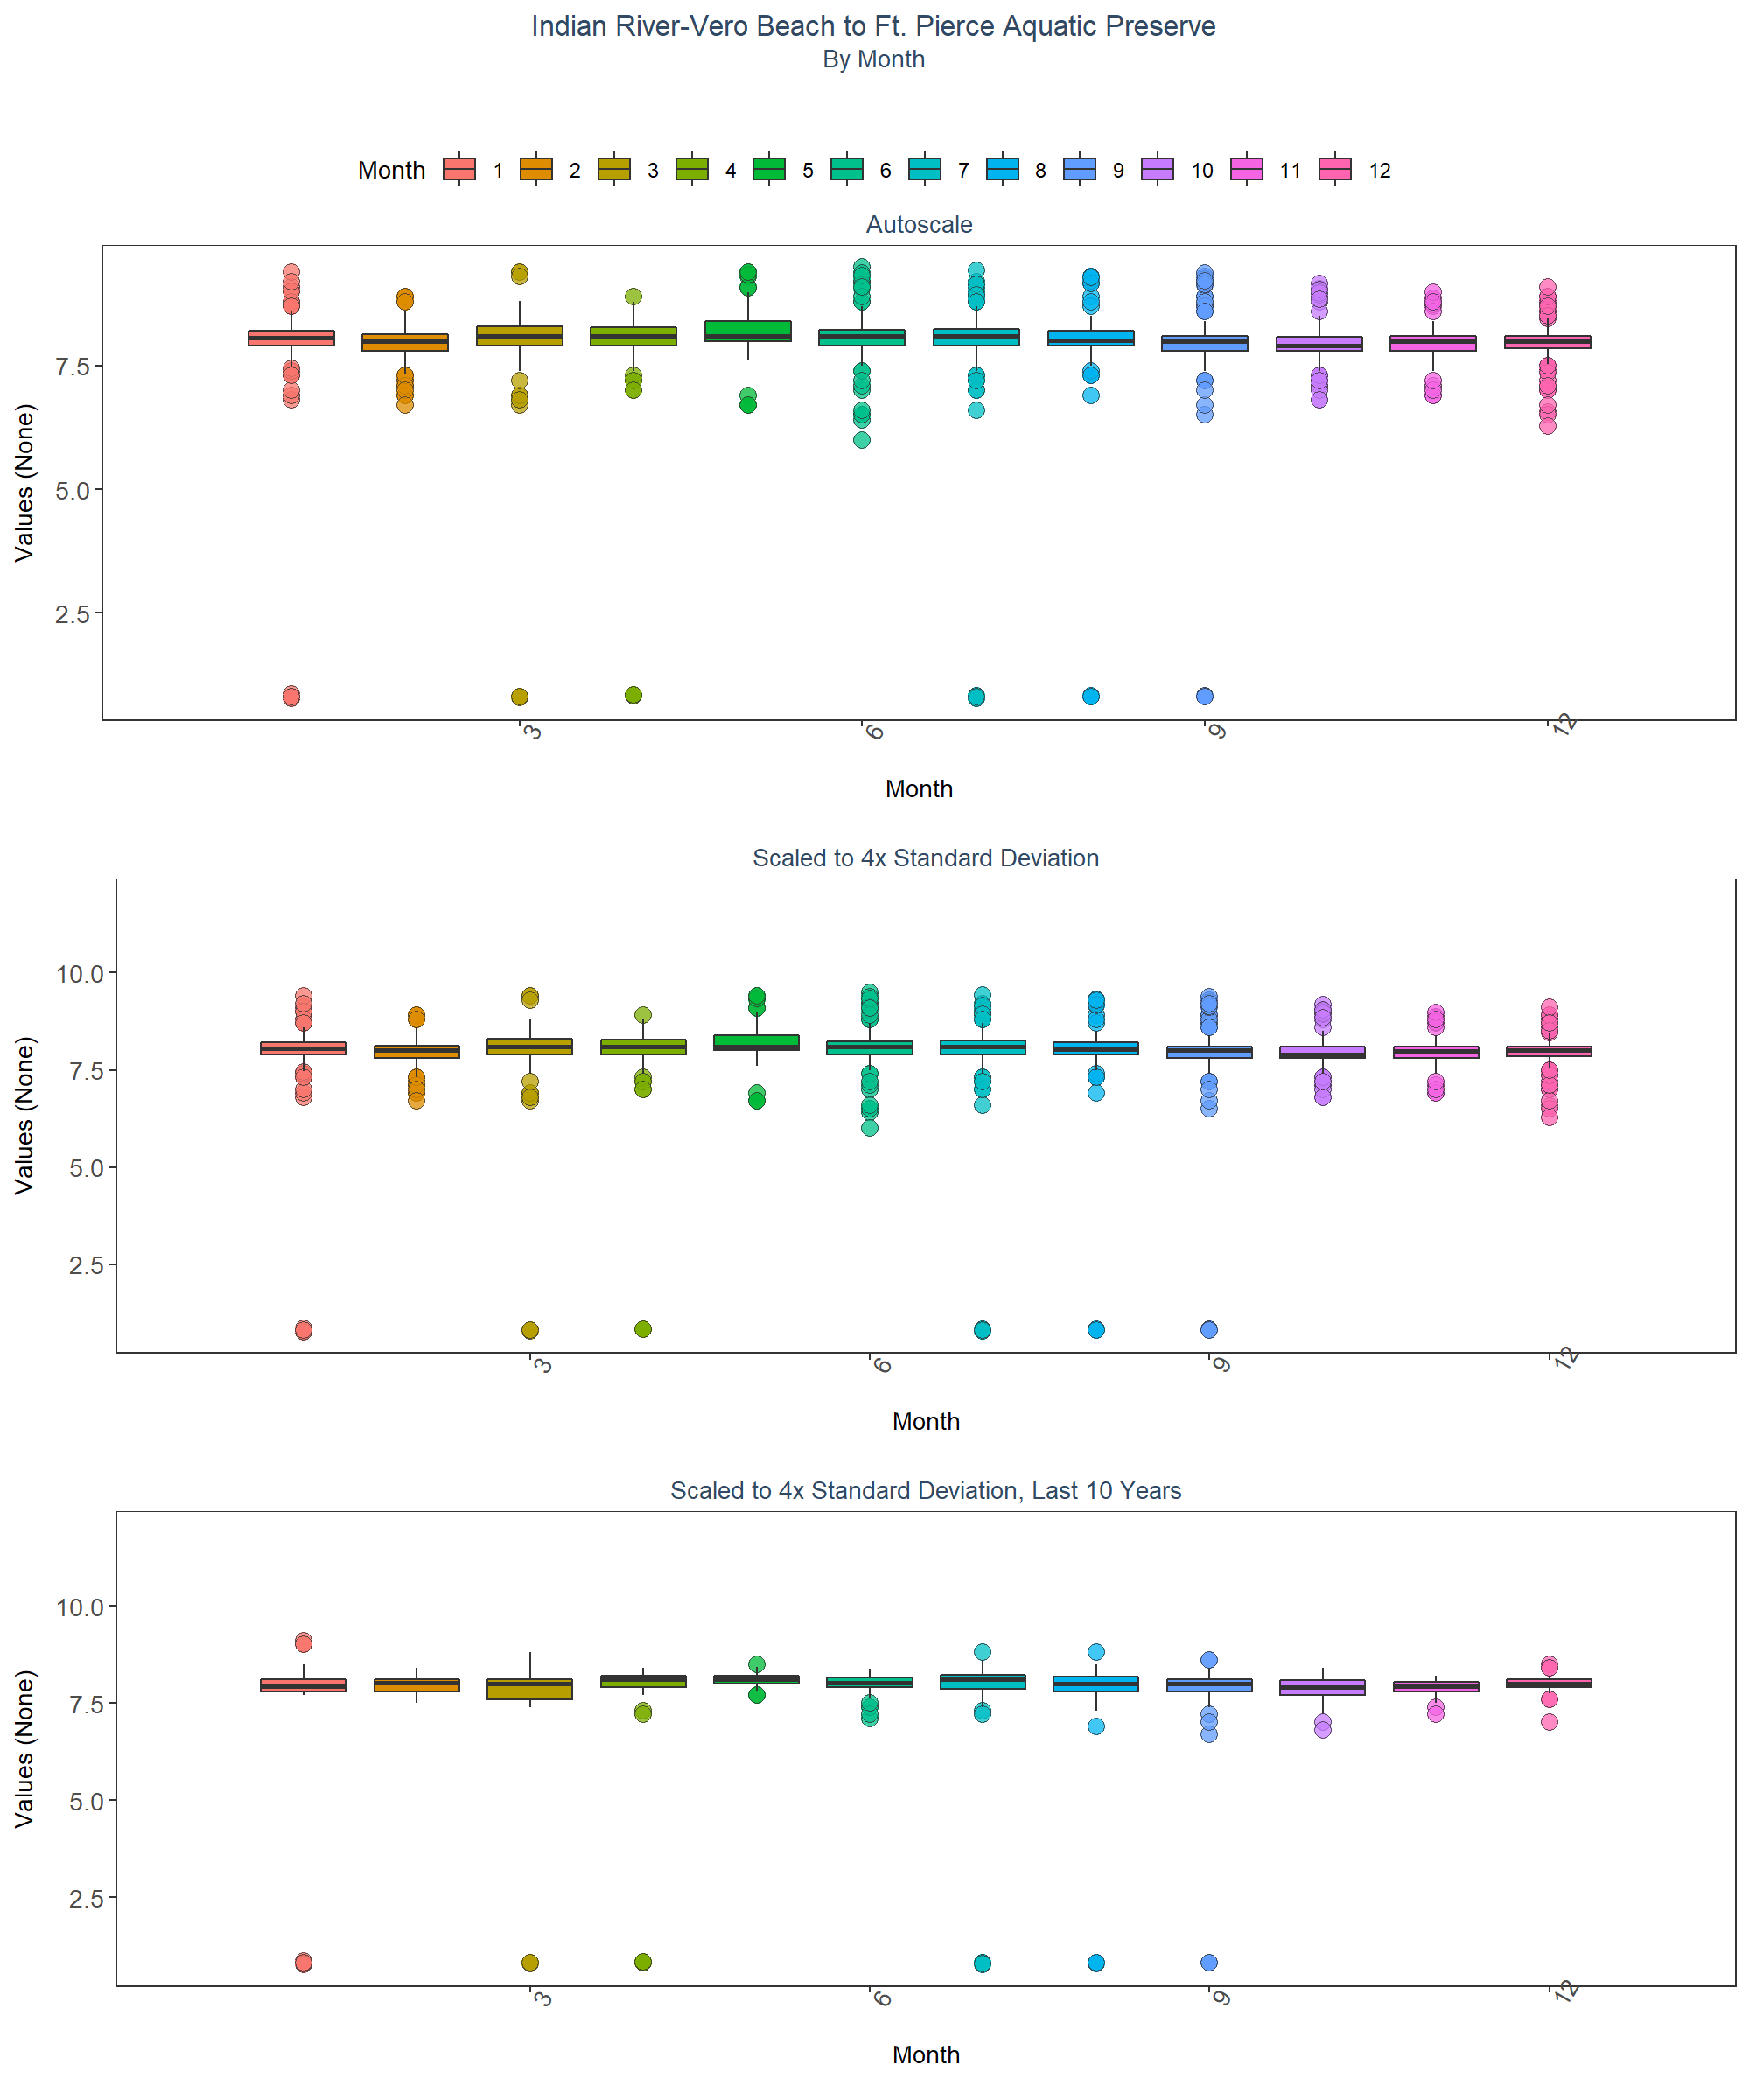 Indian River-Vero Beach to Ft. Pierce Aquatic Preserve
By Month
Month 1 2 3 4 5 6 7 8 9 10 11 12
Autoscale
Values (None)
7.5
5.0
2.5
3 6 9 12
Month
Scaled to 4x Standard Deviation
Values (None)
10.0
7.5
5.0
2.5
3 6 9 12
Month
Scaled to 4x Standard Deviation, Last 10 Years
Values (None)
10.0
7.5
5.0
2.5
3 6 9 12
Month